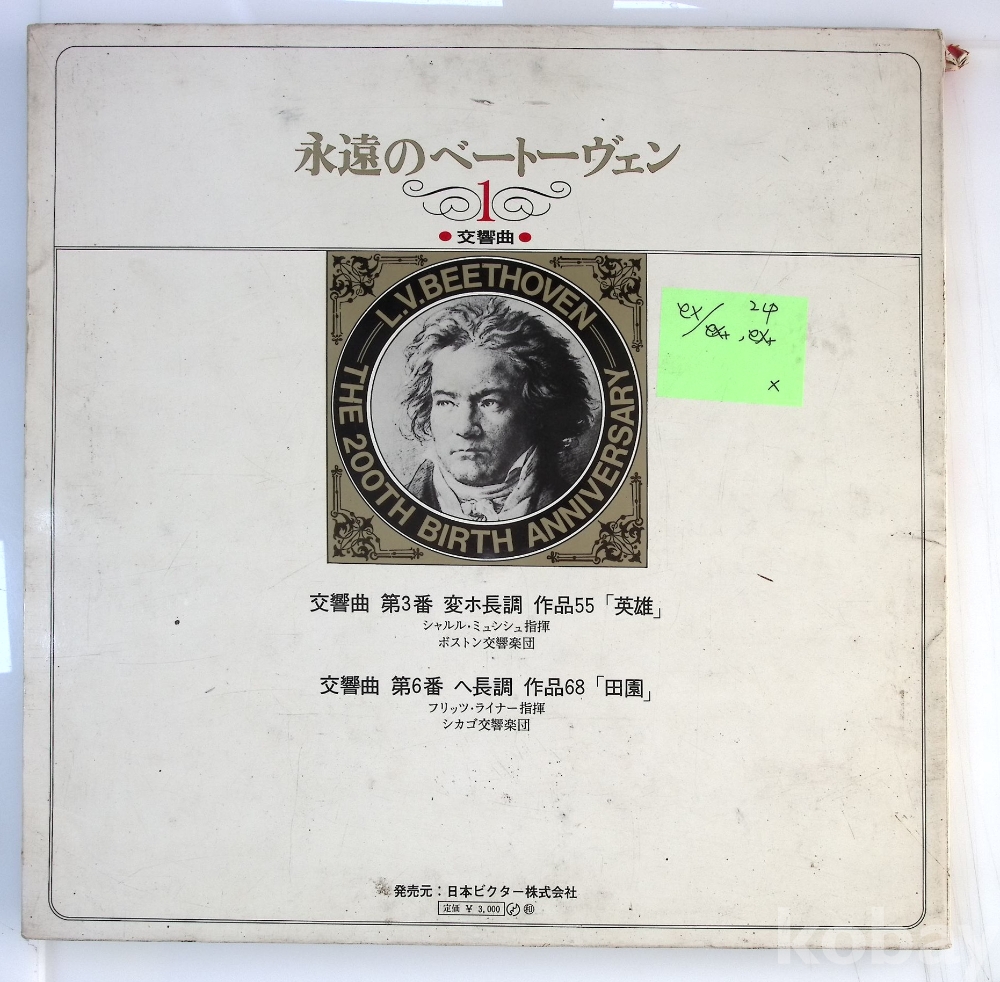 永遠のベートーヴェン
1
●交響曲●
L.V.BEETHOVEN
THE 200TH BIRTH ANNIVERSARY
ex/ex+,ex+
24
x
交響曲 第3番 変ホ長調 作品55「英雄」
シャルル・ミュンシュ指揮
ボストン交響楽団
交響曲 第6番 ヘ長調 作品68「田園」
フリッツ・ライナー指揮
シカゴ交響楽団
発売元:日本ビクター株式会社
定価 ¥ 3,000
kobay